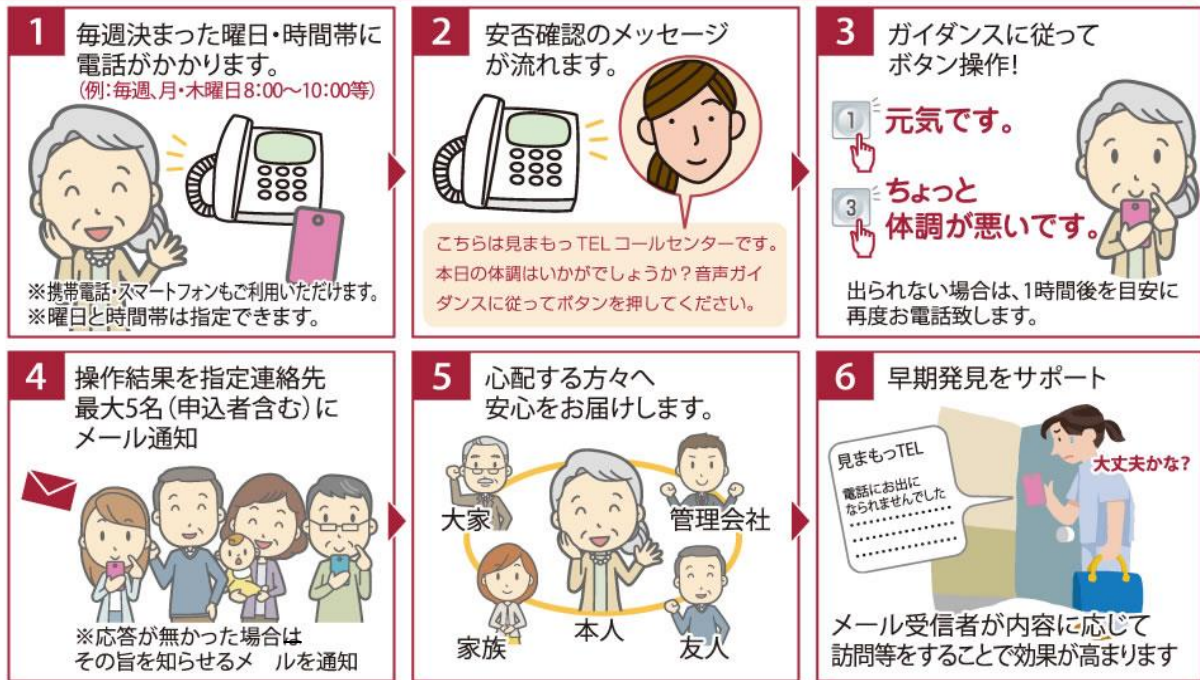 1
毎週決まった曜日・時間帯に
電話がかかります。
(例:毎週、月・木曜日8:00〜10:00等)
※携帯電話・スマートフォンもご利用いただけます。
※曜日と時間帯は指定できます。
2
安否確認のメッセージ
が流れます。
こちらは見まもっTELコールセンターです。
本日の体調はいかがでしょうか?音声ガイ
ダンスに従ってボタンを押してください。
3
ガイダンスに従って
ボタン操作!
1 元気です。
3 ちょっと
体調が悪いです。
出られない場合は、1時間後を目安に
再度お電話致します。
4
操作結果を指定連絡先
最大5名(申込者含む)に
メール通知
※応答が無かった場合は
その旨を知らせるメールを通知
5
心配する方々へ
安心をお届けします。
大家
管理会社
家族
本人
友人
6
早期発見をサポート
見まもっTEL
電話にお出に
なられませんでした
大丈夫かな?
メール受信者が内容に応じて
訪問等をすることで効果が高まります